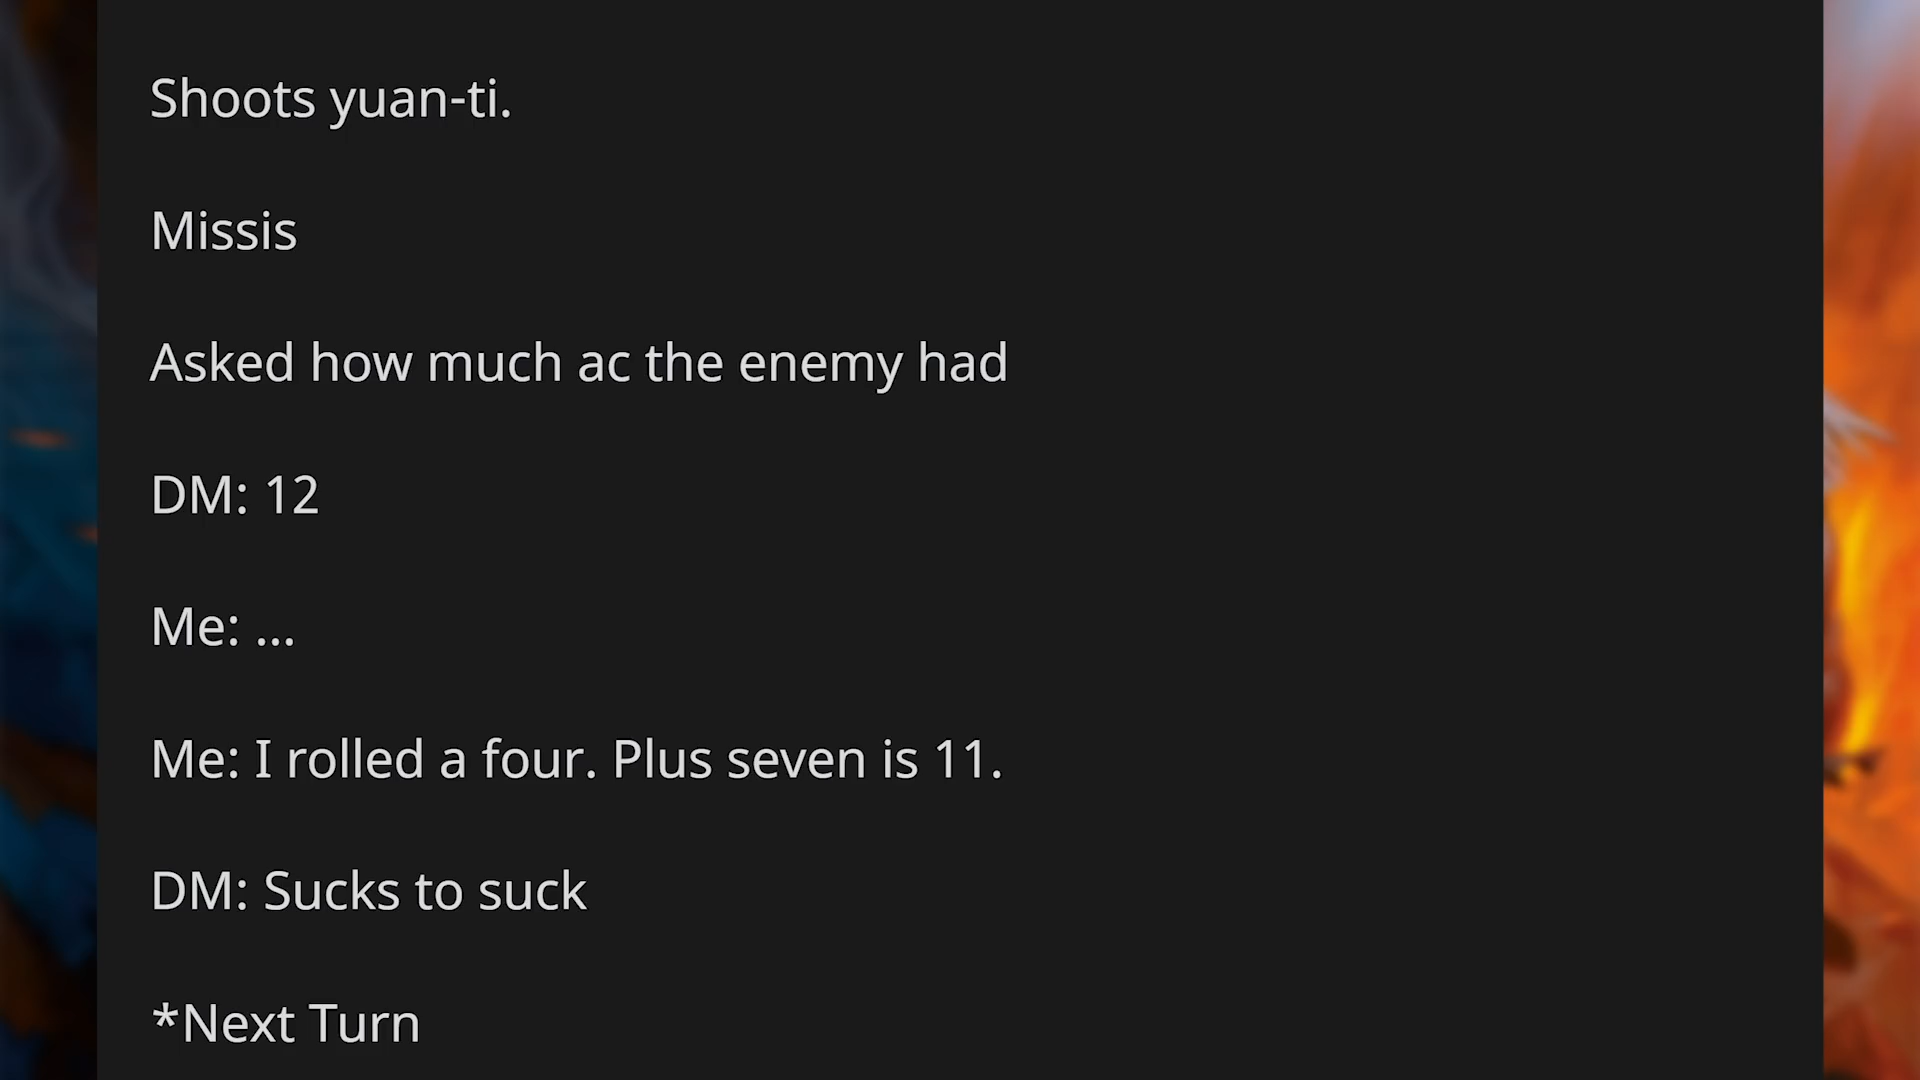 Shoots yuan-ti.
Missis
Asked how much ac the enemy had
DM: 12
Me: ...
Me: I rolled a four. Plus seven is 11.
DM: Sucks to suck
*Next Turn